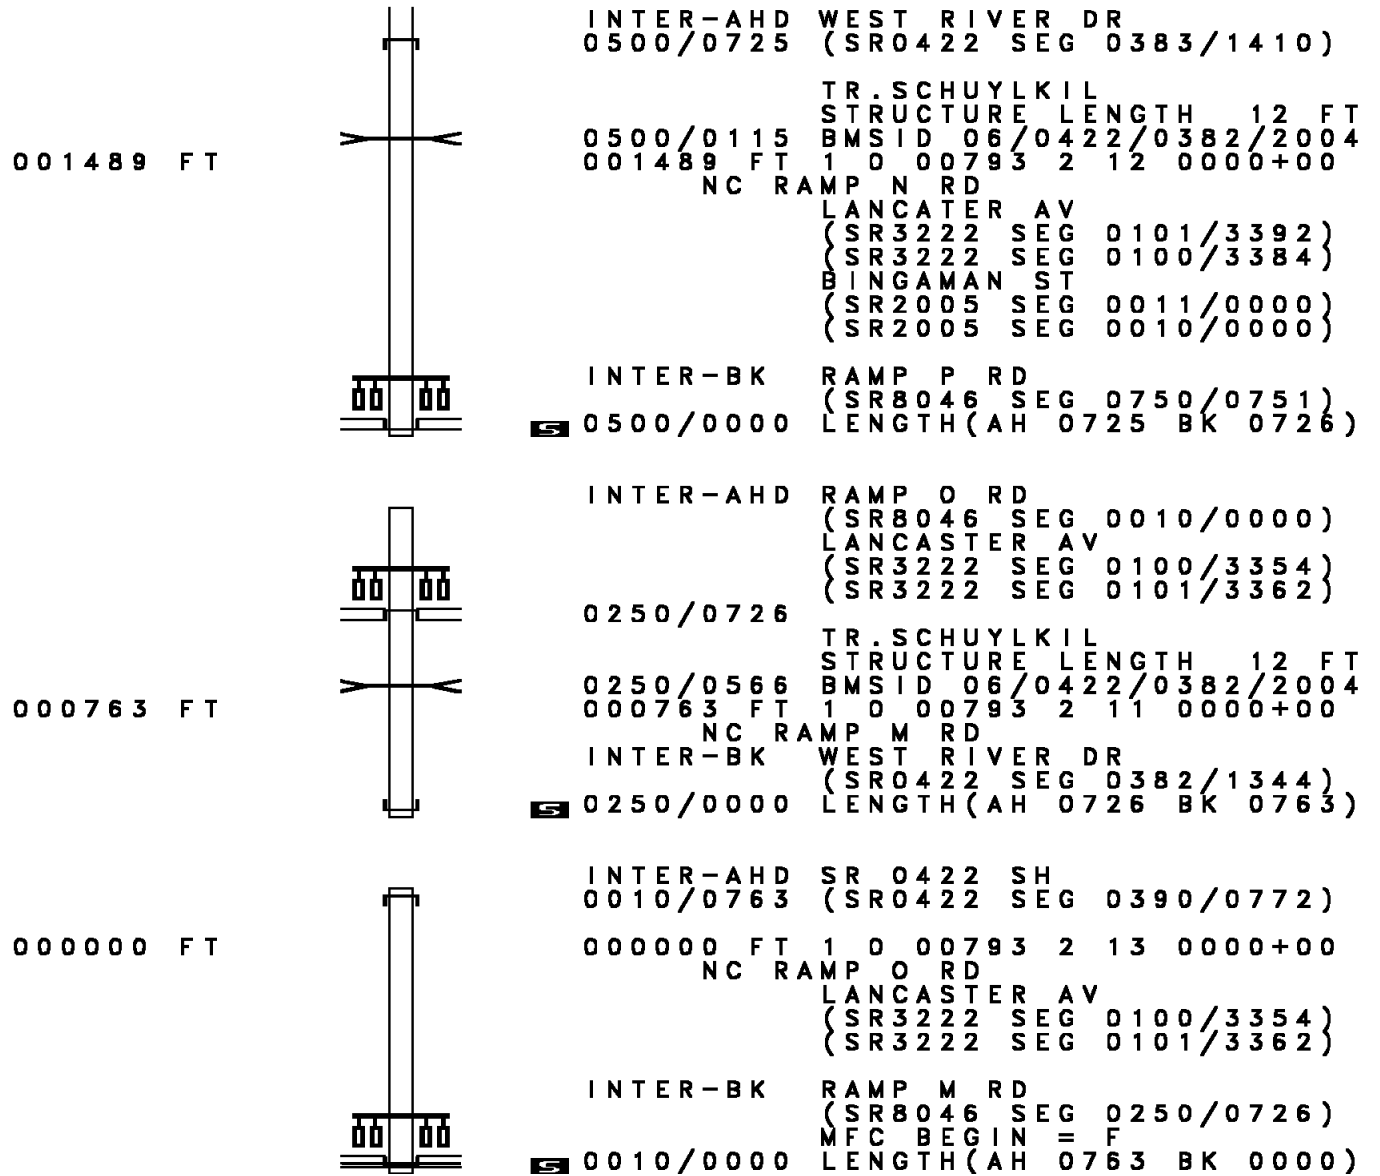 INTER-AHD WEST RIVER DR
0500/0725 (SR0422 SEG 0383/1410)
TR.SCHUYLKIL
STRUCTURE LENGTH 12 FT
0500/0115 BMSID 06/0422/0382/2004
001489 FT 001489 FT 1 0 00793 2 12 0000+00
NC RAMP N RD
LANCATER AV
(SR3222 SEG 0101/3392)
(SR3222 SEG 0100/3384)
BINGAMAN ST
(SR2005 SEG 0011/0000)
(SR2005 SEG 0010/0000)
INTER-BK RAMP P RD
(SR8046 SEG 0750/0751)
S 0500/0000 LENGTH(AH 0725 BK 0726)
INTER-AHD RAMP O RD
(SR8046 SEG 0010/0000)
LANCASTER AV
(SR3222 SEG 0100/3354)
(SR3222 SEG 0101/3362)
0250/0726
TR.SCHUYLKIL
STRUCTURE LENGTH 12 FT
0250/0566 BMSID 06/0422/0382/2004
000763 FT 000763 FT 1 0 00793 2 11 0000+00
NC RAMP M RD
INTER-BK WEST RIVER DR
(SR0422 SEG 0382/1344)
S 0250/0000 LENGTH(AH 0726 BK 0763)
INTER-AHD SR 0422 SH
0010/0763 (SR0422 SEG 0390/0772)
000000 FT 000000 FT 1 0 00793 2 13 0000+00
NC RAMP O RD
LANCASTER AV
(SR3222 SEG 0100/3354)
(SR3222 SEG 0101/3362)
INTER-BK RAMP M RD
(SR8046 SEG 0250/0726)
MFC BEGIN = F
S 0010/0000 LENGTH(AH 0763 BK 0000)